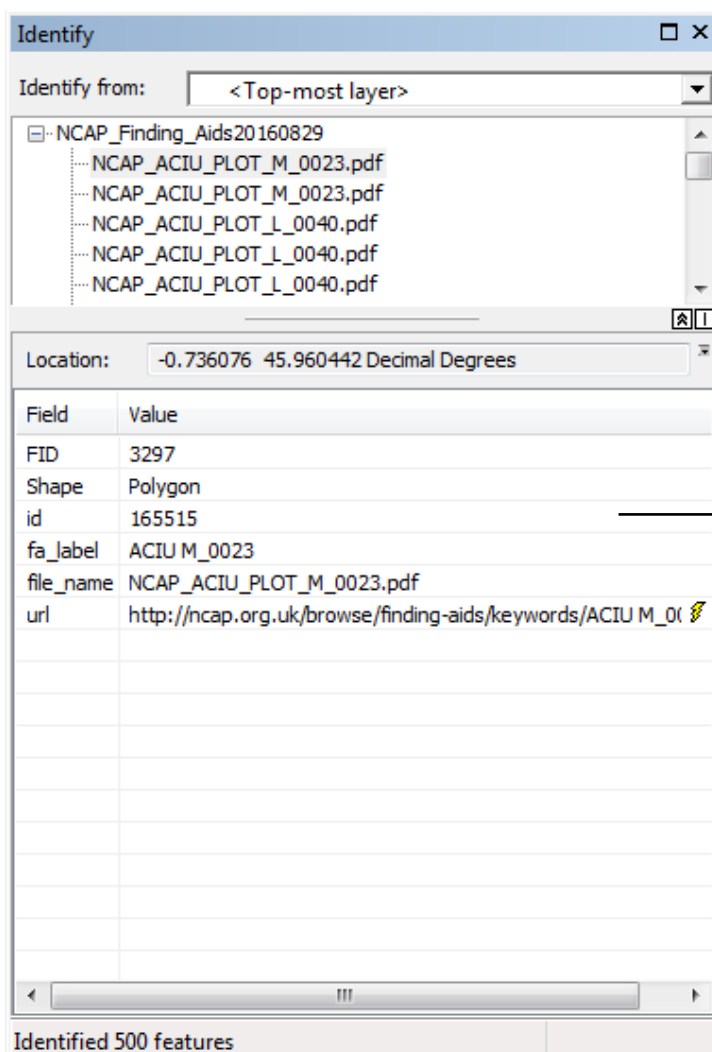 Identify
Identify from: <Top-most layer>
NCAP_Finding_Aids20160829
NCAP_ACIU_PLOT_M_0023.pdf
NCAP_ACIU_PLOT_M_0023.pdf
NCAP_ACIU_PLOT_L_0040.pdf
NCAP_ACIU_PLOT_L_0040.pdf
NCAP_ACIU_PLOT_L_0040.pdf
Location: -0.736076 45.960442 Decimal Degrees
Field Value
FID 3297
Shape Polygon
id 165515
fa_label ACIU M_0023
file_name NCAP_ACIU_PLOT_M_0023.pdf
url http://ncap.org.uk/browse/finding-aids/keywords/ACIU M_00
Identified 500 features